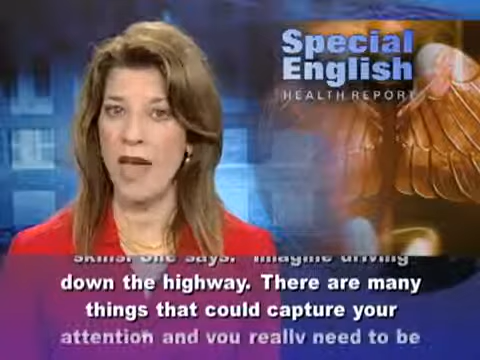 Special
English
HEALTH REPORT
skills. She says: "Imagine driving
down the highway. There are many
things that could capture your
attention and you really need to be